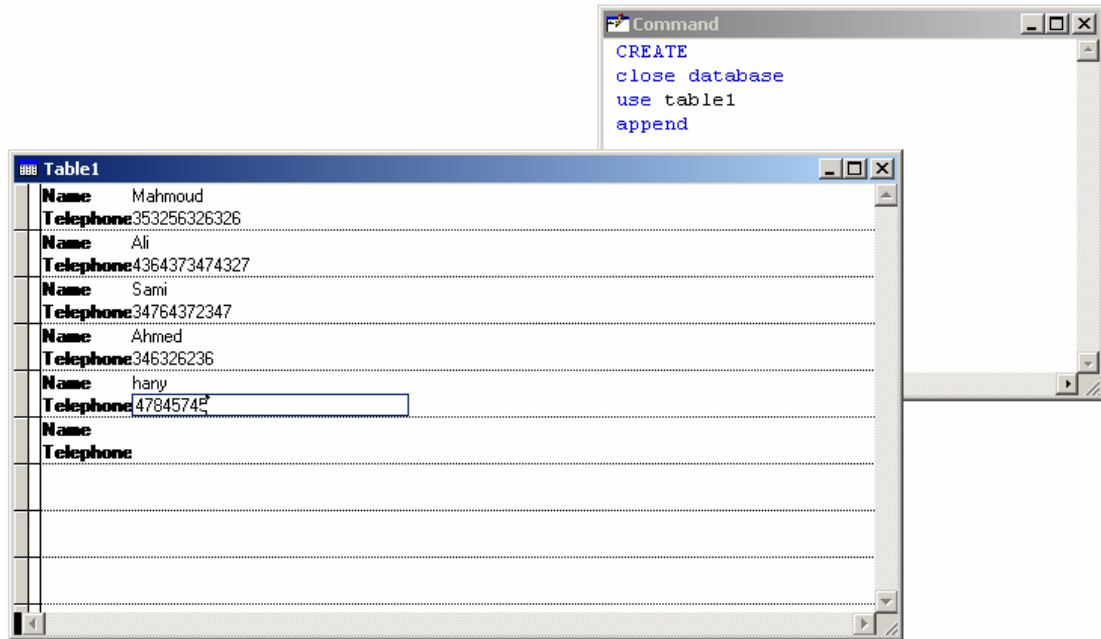 Command
CREATE
close database
use table1
append
Table1
Name Mahmoud
Telephone 353256326326
Name Ali
Telephone 4364373474327
Name Sami
Telephone 34764372347
Name Ahmed
Telephone 346326236
Name hany
Telephone 47845745
Name
Telephone